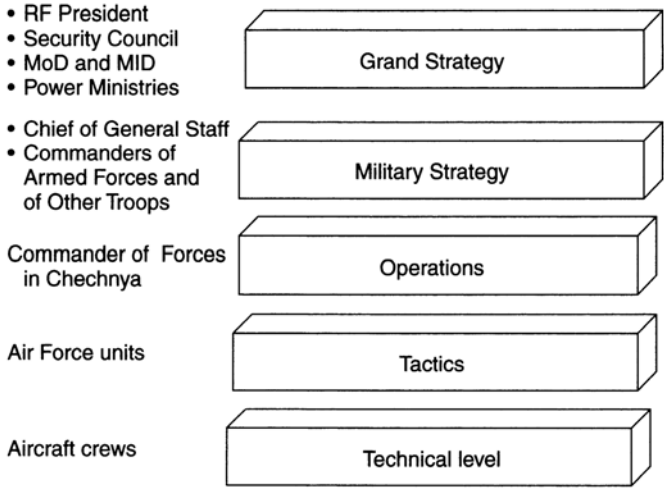 • RF President
• Security Council
• MoD and MID
• Power Ministries
Grand Strategy
• Chief of General Staff
• Commanders of
Armed Forces and
of Other Troops
Military Strategy
Commander of Forces
in Chechnya
Operations
Air Force units
Tactics
Aircraft crews
Technical level